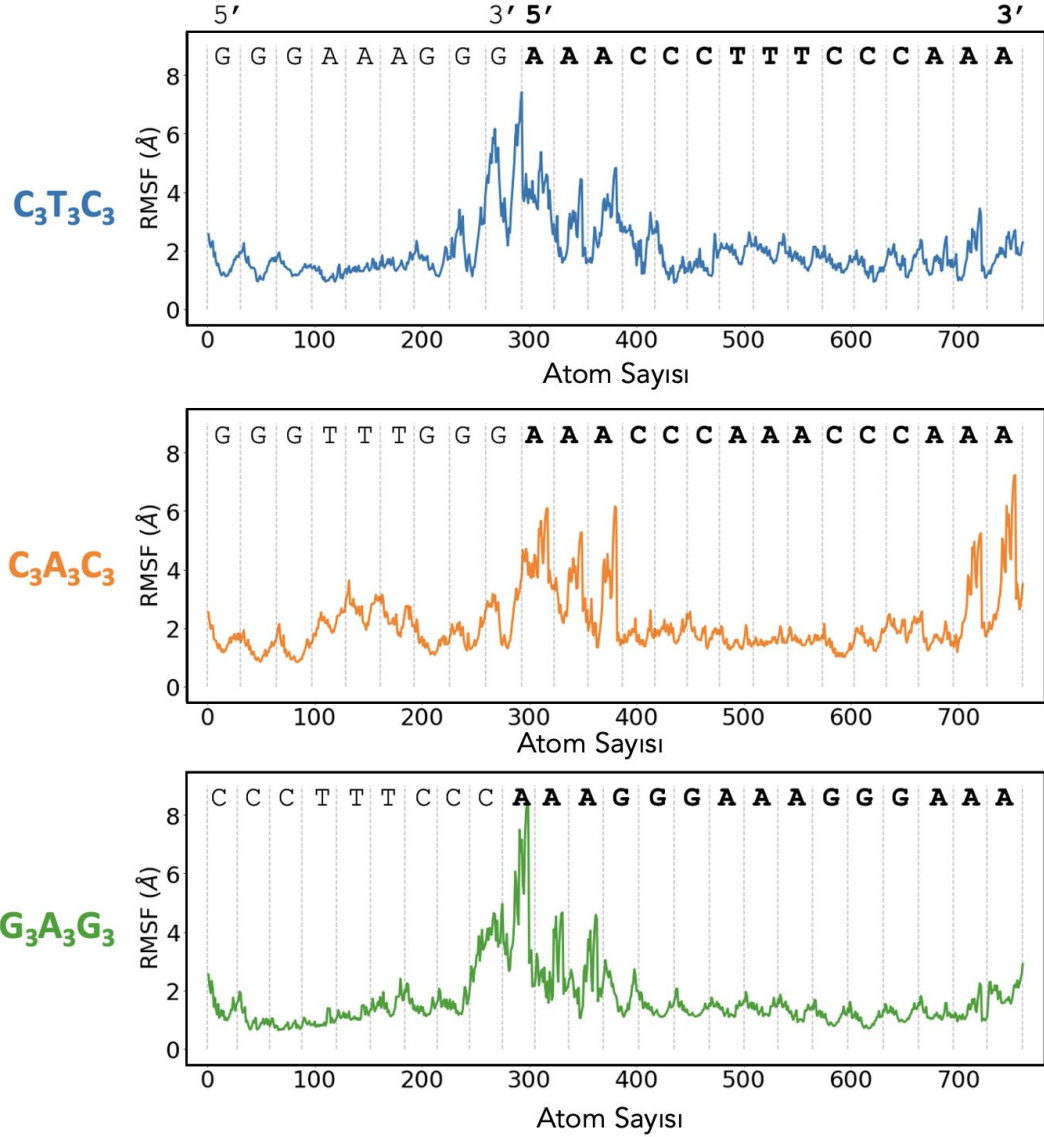 5′ 3′ 5′ 3′
G G G A A A G G G A A A C C C T T T C C C A A A
8
6
4
2
0
RMSF (Å)
C₃T₃C₃
0 100 200 300 400 500 600 700
Atom Sayısı
G G G T T T G G G A A A C C C A A A C C C A A A
8
6
4
2
0
RMSF (Å)
C₃A₃C₃
0 100 200 300 400 500 600 700
Atom Sayısı
C C C T T T C C C A A A G G G A A A G G G A A A
8
6
4
2
0
RMSF (Å)
G₃A₃G₃
0 100 200 300 400 500 600 700
Atom Sayısı